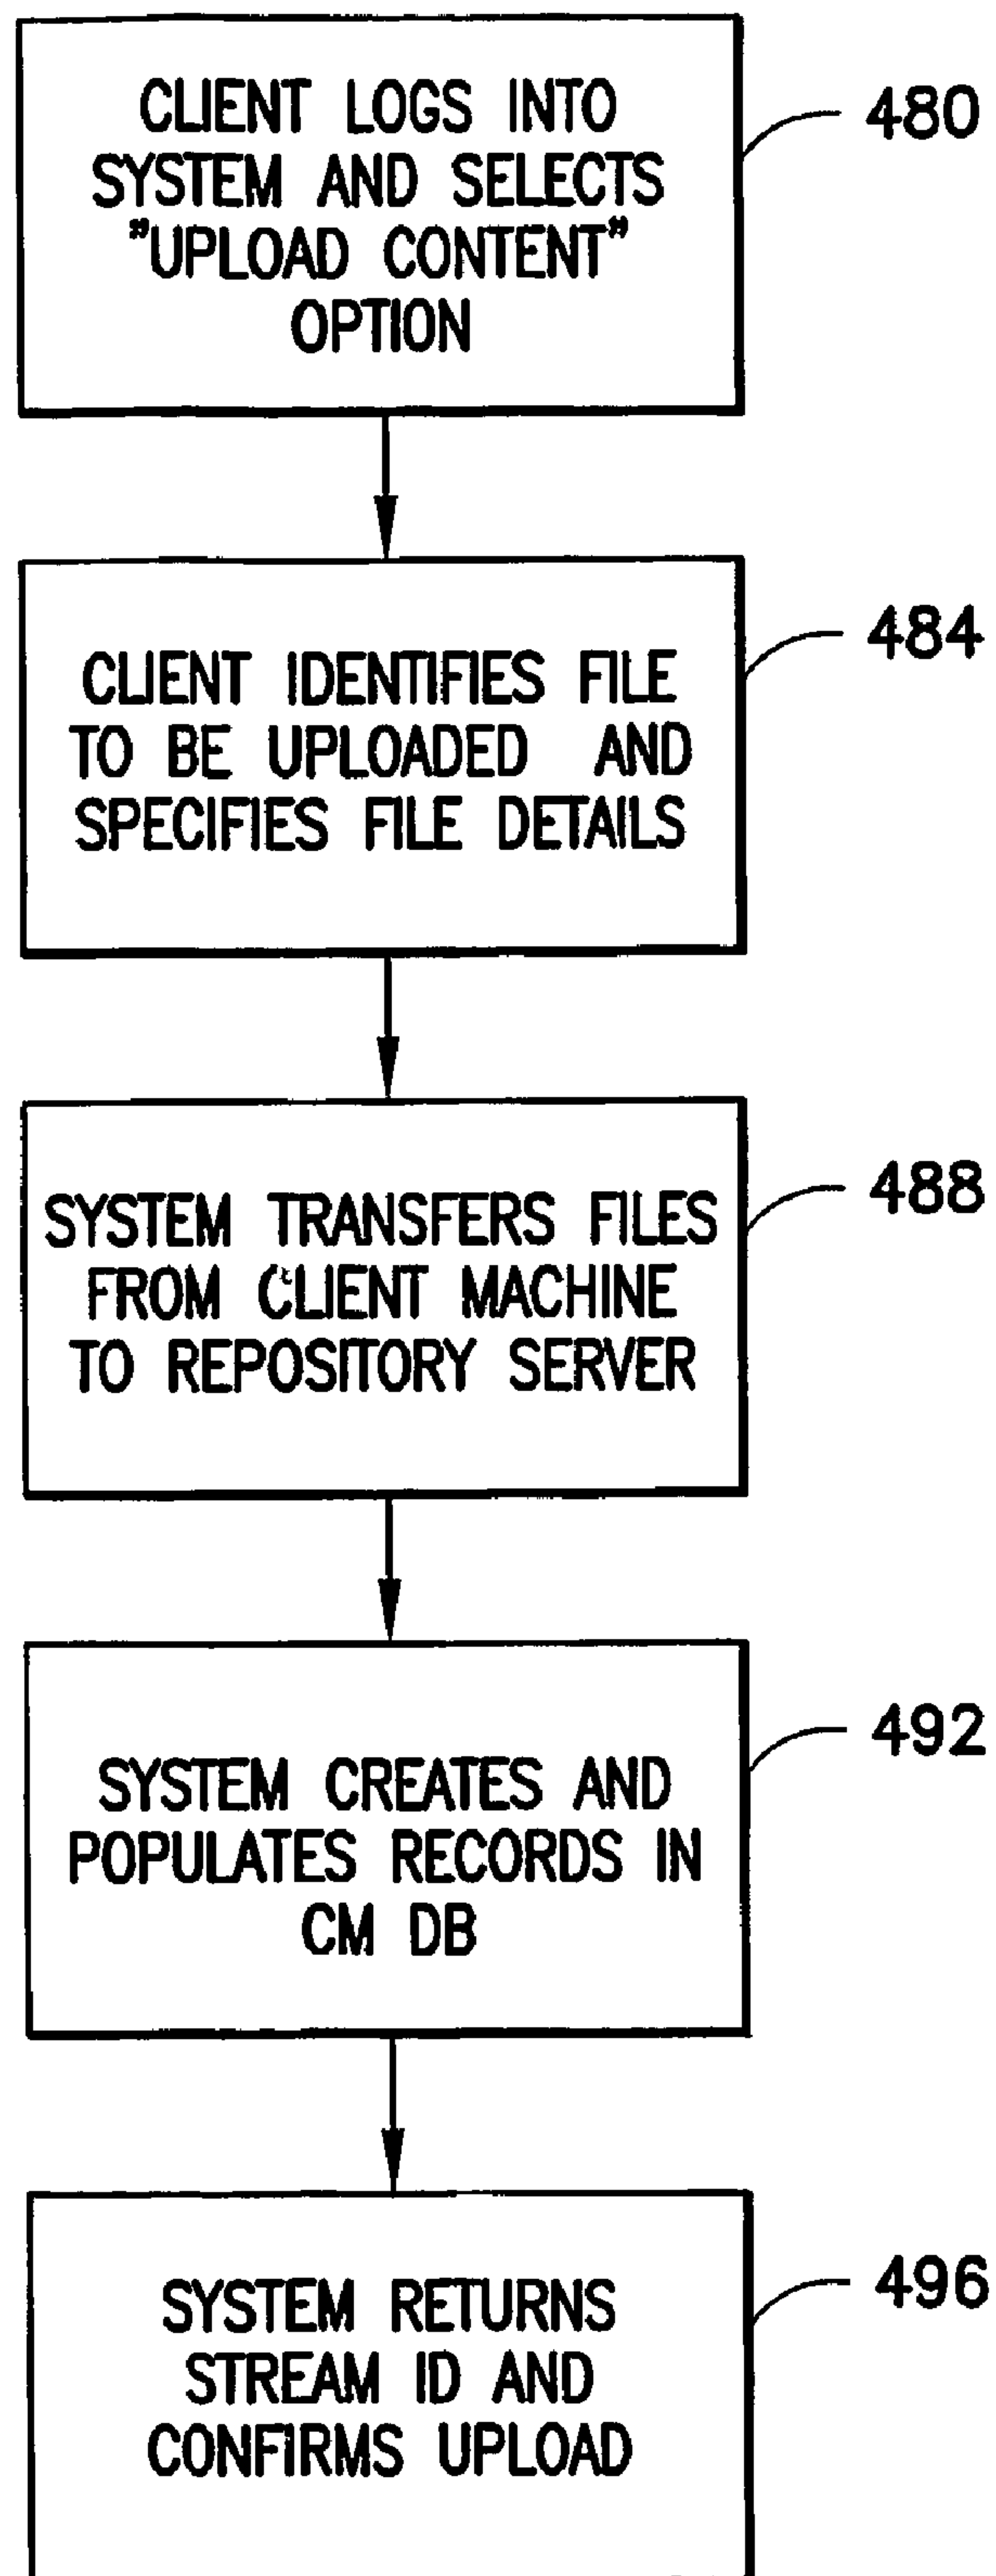 CLIENT LOGS INTO
SYSTEM AND SELECTS
"UPLOAD CONTENT"
OPTION
480
CLIENT IDENTIFIES FILE
TO BE UPLOADED AND
SPECIFIES FILE DETAILS
484
SYSTEM TRANSFERS FILES
FROM CLIENT MACHINE
TO REPOSITORY SERVER
488
SYSTEM CREATES AND
POPULATES RECORDS IN
CM DB
492
SYSTEM RETURNS
STREAM ID AND
CONFIRMS UPLOAD
496